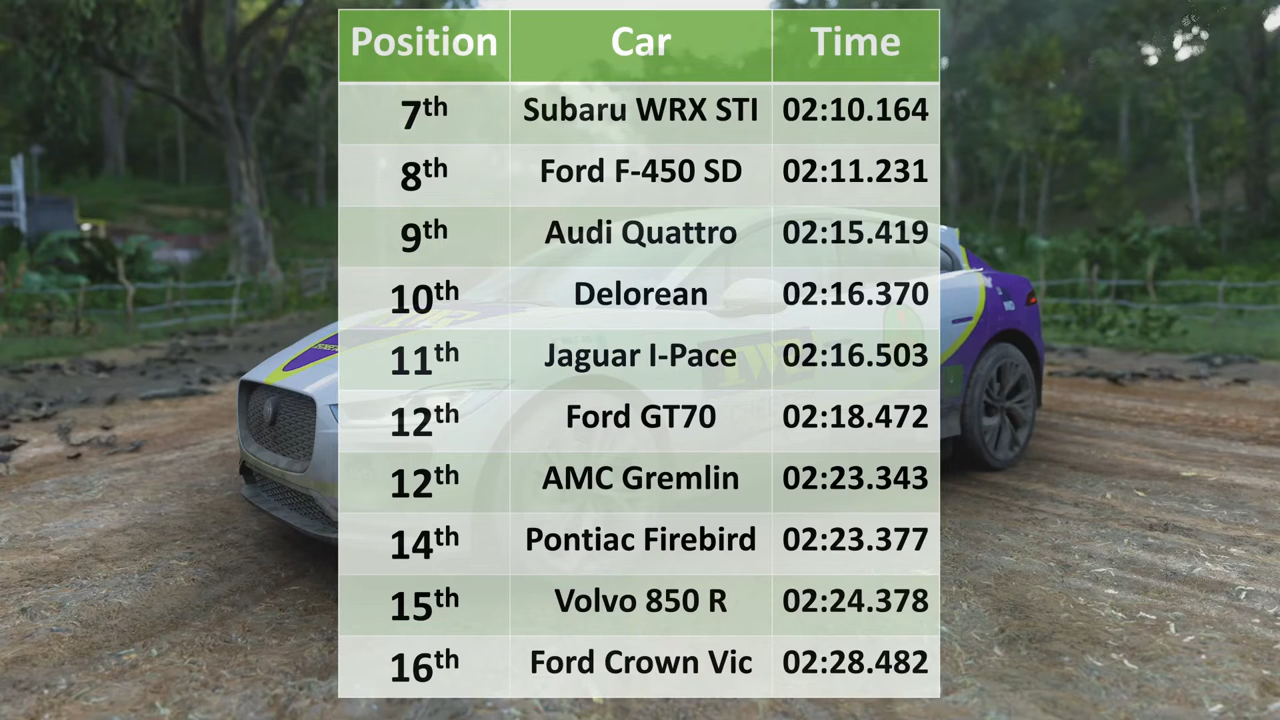 Position Car Time
7th Subaru WRX STI 02:10.164
8th Ford F-450 SD 02:11.231
9th Audi Quattro 02:15.419
10th Delorean 02:16.370
11th Jaguar I-Pace 02:16.503
12th Ford GT70 02:18.472
12th AMC Gremlin 02:23.343
14th Pontiac Firebird 02:23.377
15th Volvo 850 R 02:24.378
16th Ford Crown Vic 02:28.482